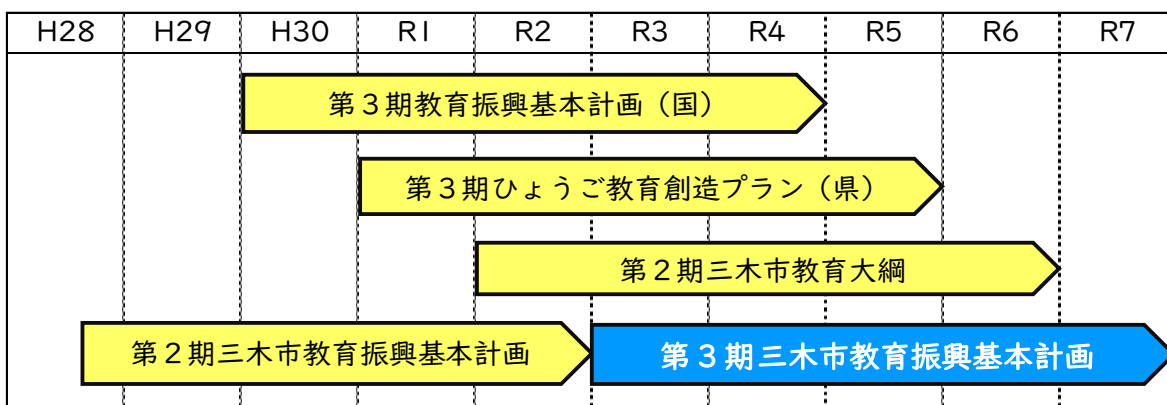 H28 H29 H30 R1 R2 R3 R4 R5 R6 R7
第3期教育振興基本計画（国）
第3期ひょうご教育創造プラン（県）
第2期三木市教育大綱
第2期三木市教育振興基本計画 第3期三木市教育振興基本計画